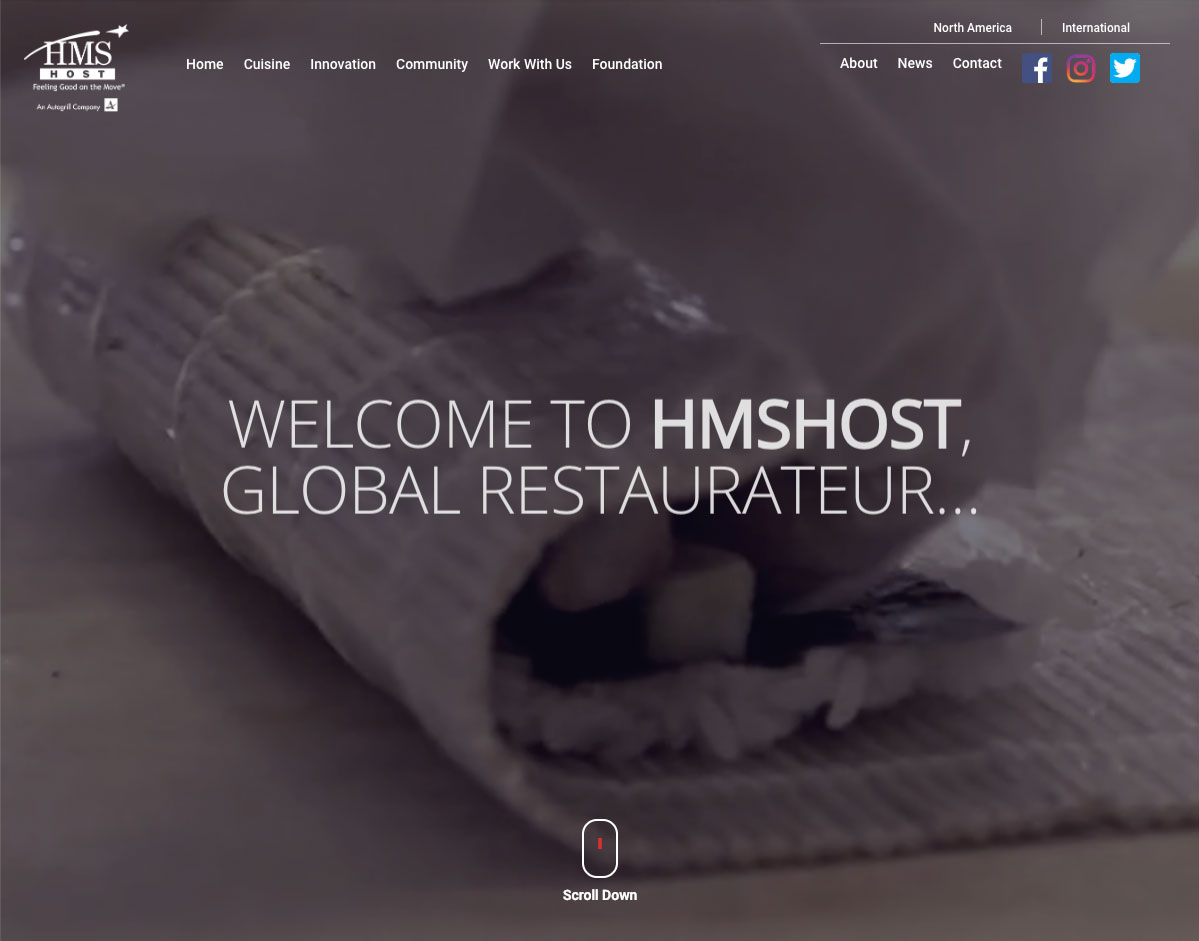 North America International
HMS
HOST
Feeling Good on the Move®
An Autogrill Company
Home Cuisine Innovation Community Work With Us Foundation
About News Contact
WELCOME TO HMSHOST,
GLOBAL RESTAURATEUR...
Scroll Down